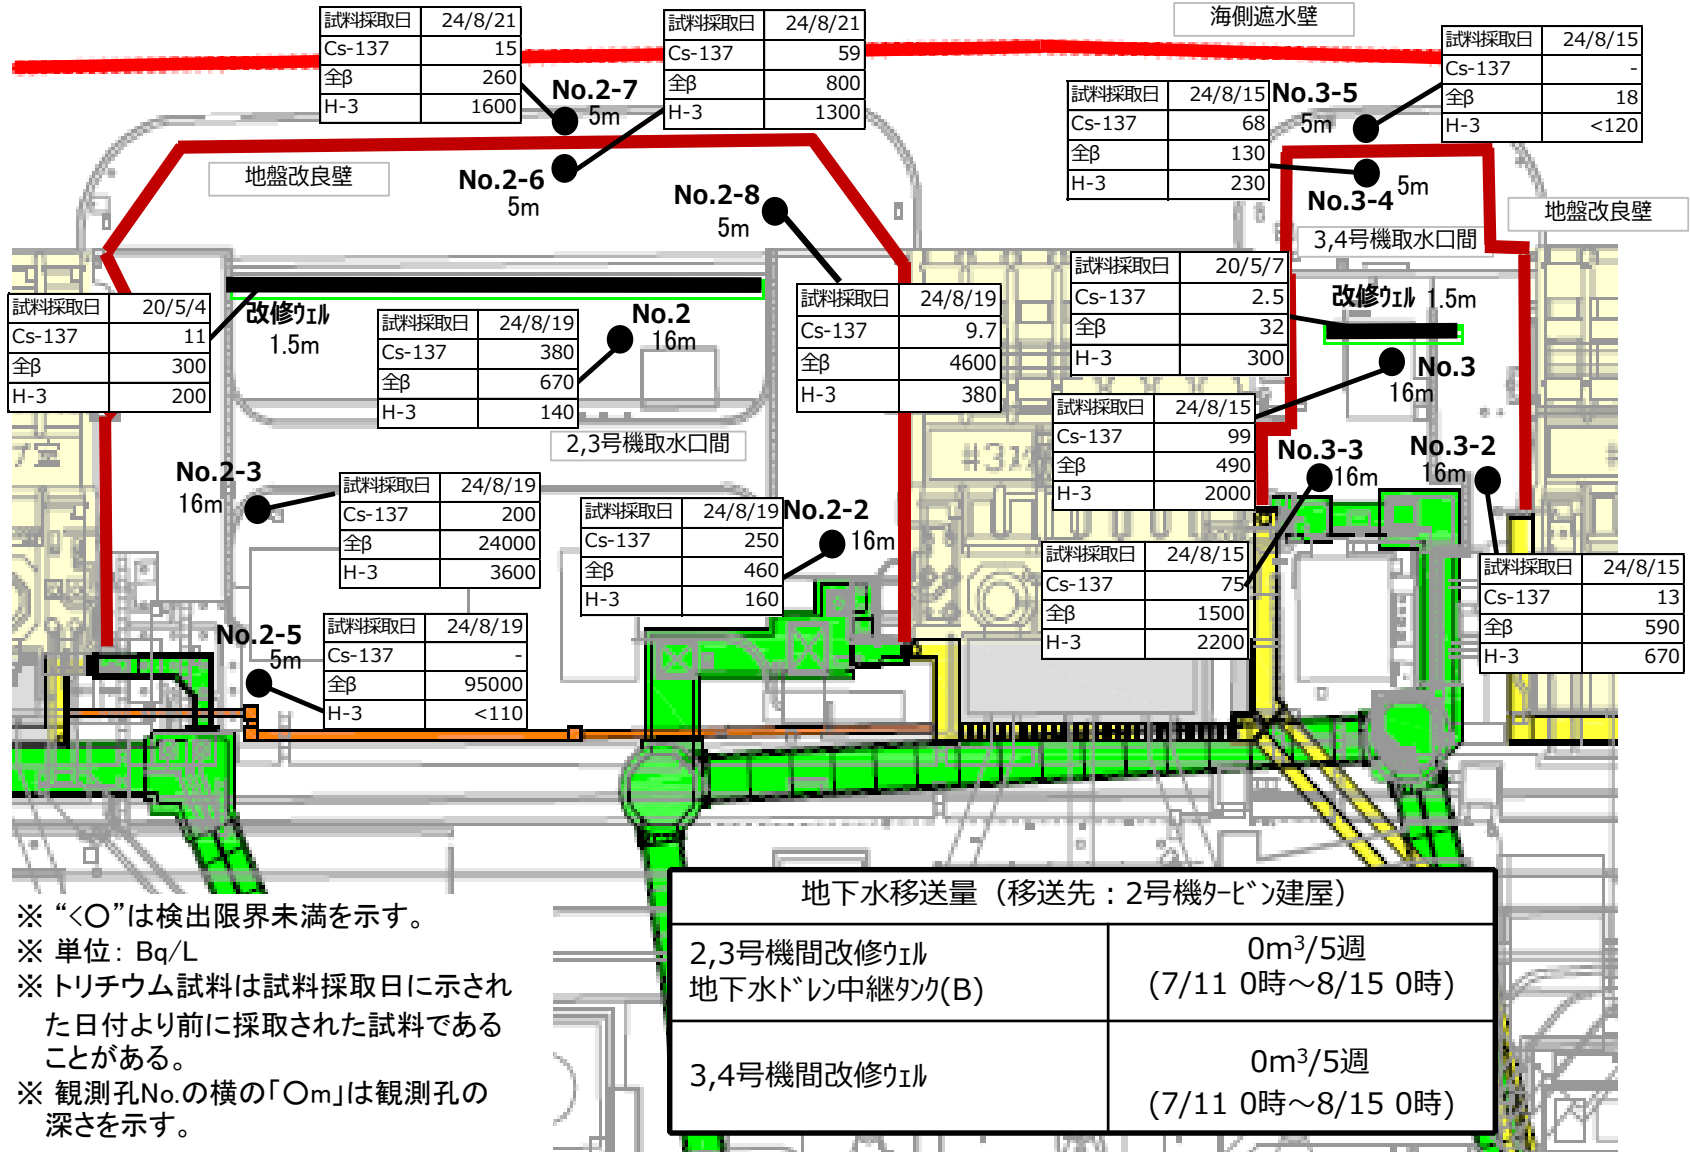 海側遮水壁
試料採取日 24/8/21
Cs-137 15
全β 260
H-3 1600
No.2-7
5m
試料採取日 24/8/21
Cs-137 59
全β 800
H-3 1300
No.2-6
5m
地盤改良壁
No.2-8
5m
試料採取日 24/8/15
Cs-137 68
全β 130
H-3 230
No.3-5
5m
試料採取日 24/8/15
Cs-137 -
全β 18
H-3 <120
No.3-4
5m
地盤改良壁
3,4号機取水口間
試料採取日 20/5/4
Cs-137 11
全β 300
H-3 200
改修ウェル
1.5m
試料採取日 24/8/19
Cs-137 380
全β 670
H-3 140
No.2
16m
試料採取日 24/8/19
Cs-137 9.7
全β 4600
H-3 380
試料採取日 20/5/7
Cs-137 2.5
全β 32
H-3 300
改修ウェル 1.5m
No.3
16m
2,3号機取水口間
試料採取日 24/8/15
Cs-137 99
全β 490
H-3 2000
No.3-3
16m
No.3-2
16m
No.2-3
16m
試料採取日 24/8/19
Cs-137 200
全β 24000
H-3 3600
試料採取日 24/8/19
Cs-137 250
全β 460
H-3 160
No.2-2
16m
試料採取日 24/8/15
Cs-137 75
全β 1500
H-3 2200
試料採取日 24/8/15
Cs-137 13
全β 590
H-3 670
No.2-5
5m
試料採取日 24/8/19
Cs-137 -
全β 95000
H-3 <110
※ “<〇”は検出限界未満を示す。
※ 単位: Bq/L
※ トリチウム試料は試料採取日に示され
た日付より前に採取された試料である
ことがある。
※ 観測孔No.の横の「〇m」は観測孔の
深さを示す。
地下水移送量（移送先：2号機タービン建屋）
2,3号機間改修ウェル
地下水ドレン中継タンク(B)
0m³/5週
(7/11 0時～8/15 0時)
3,4号機間改修ウェル
0m³/5週
(7/11 0時～8/15 0時)